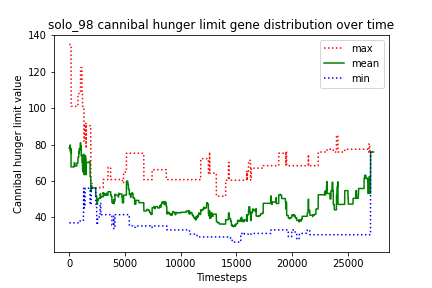 solo_98 cannibal hunger limit gene distribution over time
140
120
100
80
60
40
Cannibal hunger limit value
max
mean
min
0
5000
10000
15000
20000
25000
Timesteps